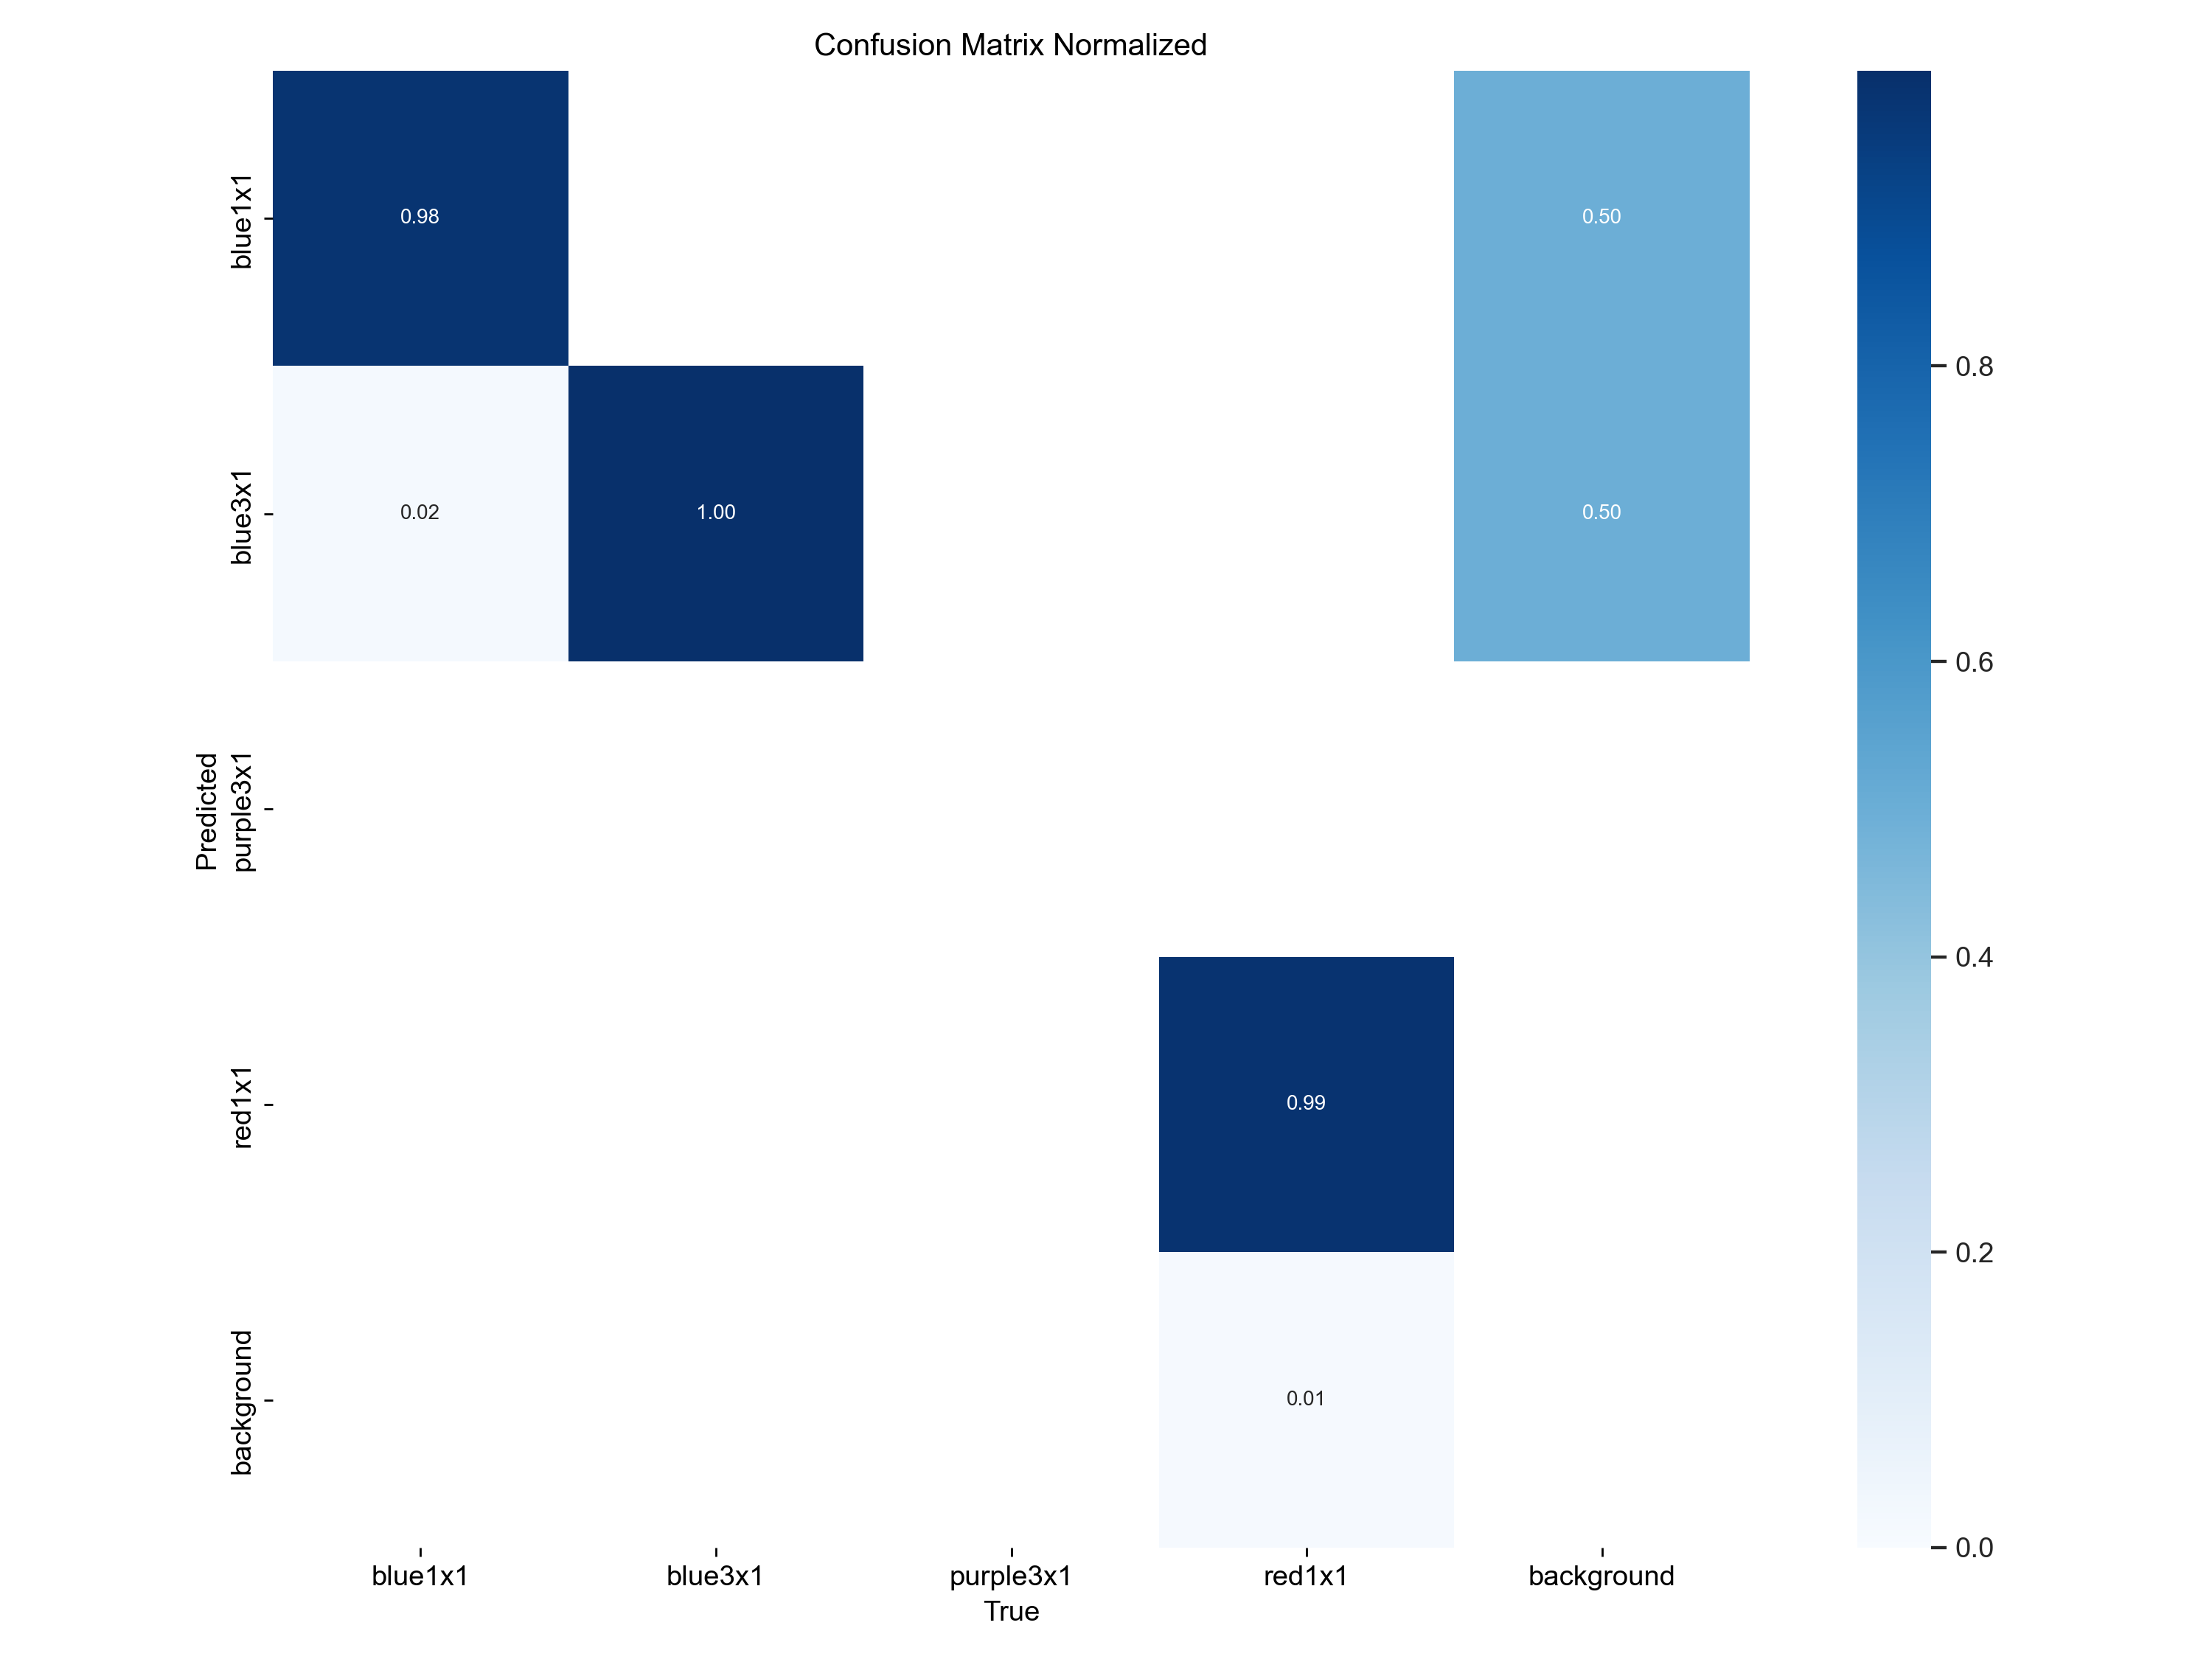 Confusion Matrix Normalized
blue1x1
0.98
0.50
blue3x1
0.02
1.00
0.50
Predicted
purple3x1
red1x1
0.99
background
0.01
blue1x1
blue3x1
purple3x1
red1x1
background
True
0.8
0.6
0.4
0.2
0.0